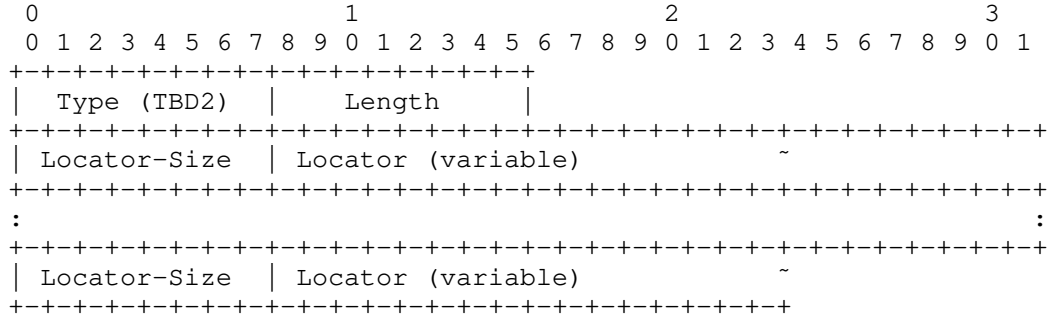 0                   1                   2                   3
 0 1 2 3 4 5 6 7 8 9 0 1 2 3 4 5 6 7 8 9 0 1 2 3 4 5 6 7 8 9 0 1
+-+-+-+-+-+-+-+-+-+-+-+-+-+-+-+-+
|  Type (TBD2)  |    Length     |
+-+-+-+-+-+-+-+-+-+-+-+-+-+-+-+-+-+-+-+-+-+-+-+-+-+-+-+-+-+-+-+-+
| Locator-Size  | Locator (variable)            ~
+-+-+-+-+-+-+-+-+-+-+-+-+-+-+-+-+-+-+-+-+-+-+-+-+-+-+-+-+-+-+-+-+
:                                                               :
+-+-+-+-+-+-+-+-+-+-+-+-+-+-+-+-+-+-+-+-+-+-+-+-+-+-+-+-+-+-+-+-+
| Locator-Size  | Locator (variable)            ~
+-+-+-+-+-+-+-+-+-+-+-+-+-+-+-+-+-+-+-+-+-+-+-+-+